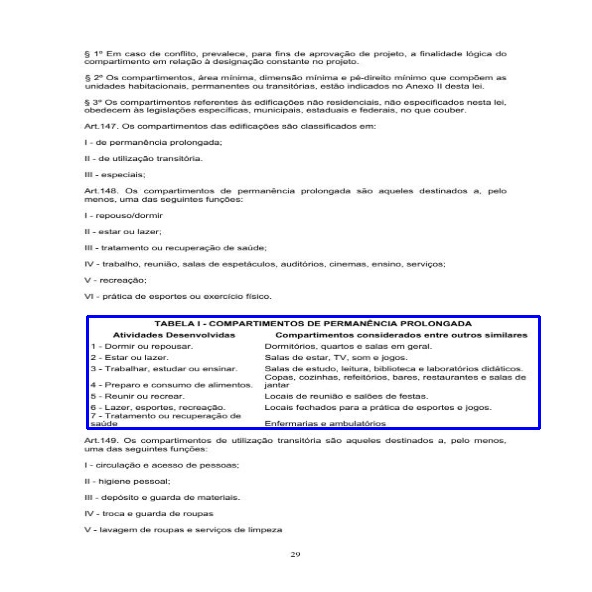 § 1º Em caso de conflito, prevalece, para fins de aprovação de projeto, a finalidade lógica do
compartimento em relação à designação constante no projeto.
§ 2º Os compartimentos, área mínima, dimensão mínima e pé-direito mínimo que compõem as
unidades habitacionais, permanentes ou transitórias, estão indicados no Anexo II desta lei.
§ 3º Os compartimentos referentes às edificações não residenciais, não especificados nesta lei,
obedecem às legislações específicas, municipais, estaduais e federais, no que couber.
Art.147. Os compartimentos das edificações são classificados em:
I - de permanência prolongada;
II - de utilização transitória.
III - especiais;
Art.148. Os compartimentos de permanência prolongada são aqueles destinados a, pelo
menos, uma das seguintes funções:
I - repouso/dormir
II - estar ou lazer;
III - tratamento ou recuperação de saúde;
IV - trabalho, reunião, salas de espetáculos, auditórios, cinemas, ensino, serviços;
V - recreação;
VI - prática de esportes ou exercício físico.
TABELA I - COMPARTIMENTOS DE PERMANÊNCIA PROLONGADA
Atividades Desenvolvidas Compartimentos considerados entre outros similares
1 - Dormir ou repousar. Dormitórios, quartos e salas em geral.
2 - Estar ou lazer. Salas de estar, TV, som e jogos.
3 - Trabalhar, estudar ou ensinar. Salas de estudo, leitura, biblioteca e laboratórios didáticos.
4 - Preparo e consumo de alimentos. Copas, cozinhas, refeitórios, bares, restaurantes e salas de
jantar
5 - Reunir ou recrear. Locais de reunião e salões de festas.
6 - Lazer, esportes, recreação. Locais fechados para a prática de esportes e jogos.
7 - Tratamento ou recuperação de
saúde Enfermarias e ambulatórios
Art.149. Os compartimentos de utilização transitória são aqueles destinados a, pelo menos,
uma das seguintes funções:
I - circulação e acesso de pessoas;
II - higiene pessoal;
III - depósito e guarda de materiais.
IV - troca e guarda de roupas
V - lavagem de roupas e serviços de limpeza
29